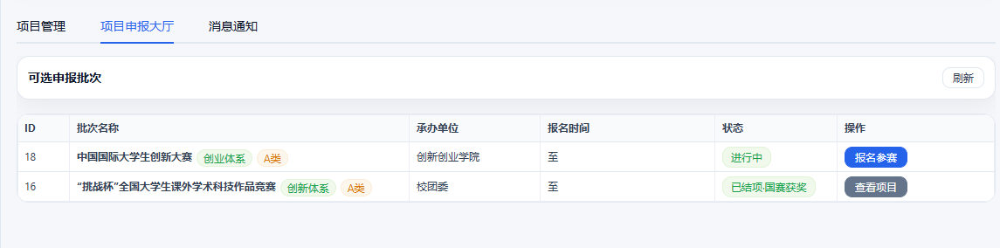 项目管理 项目申报大厅 消息通知
可选申报批次 刷新
ID 批次名称 承办单位 报名时间 状态 操作
18 中国国际大学生创新大赛 创业体系 A类 创新创业学院 至 进行中 报名参赛
16 “挑战杯”全国大学生课外学术科技作品竞赛 创新体系 A类 校团委 至 已结项·国赛获奖 查看项目